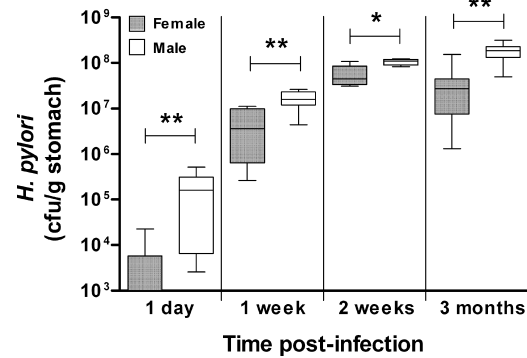 Female
Male
**
**
*
**
10⁹
10⁸
10⁷
10⁶
10⁵
10⁴
10³
H. pylori
(cfu/g stomach)
1 day 1 week 2 weeks 3 months
Time post-infection